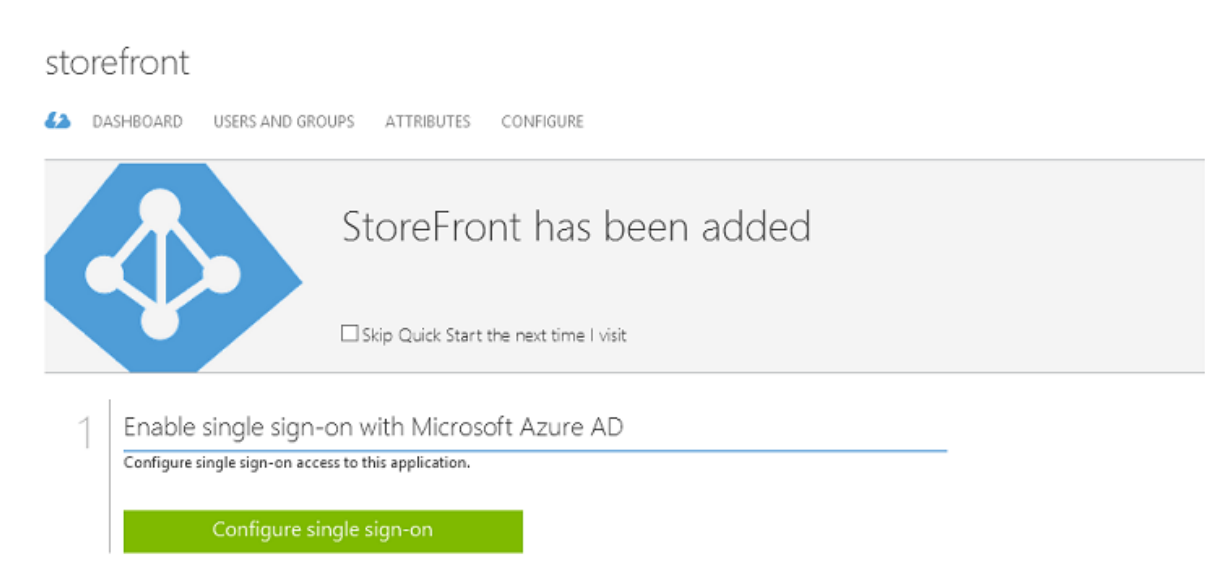 storefront
DASHBOARD USERS AND GROUPS ATTRIBUTES CONFIGURE
StoreFront has been added
Skip Quick Start the next time I visit
1 Enable single sign-on with Microsoft Azure AD
Configure single sign-on access to this application.
Configure single sign-on